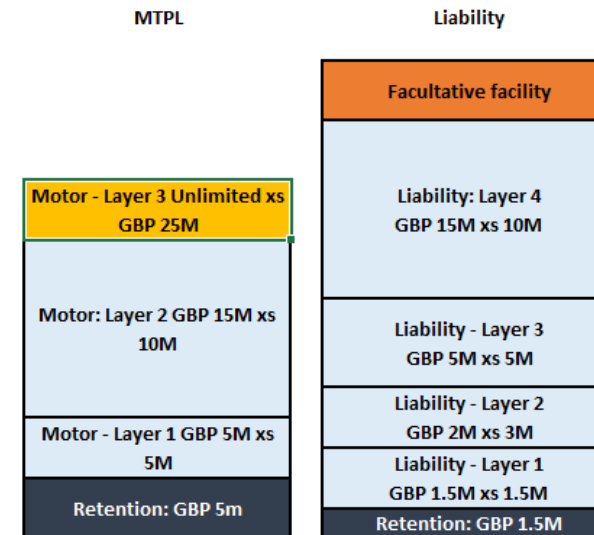 MTPL
Motor - Layer 3 Unlimited xs
GBP 25M
Motor: Layer 2 GBP 15M xs
10M
Motor - Layer 1 GBP 5M xs
5M
Retention: GBP 5m
Liability
Facultative facility
Liability: Layer 4
GBP 15M xs 10M
Liability - Layer 3
GBP 5M xs 5M
Liability - Layer 2
GBP 2M xs 3M
Liability - Layer 1
GBP 1.5M xs 1.5M
Retention: GBP 1.5M